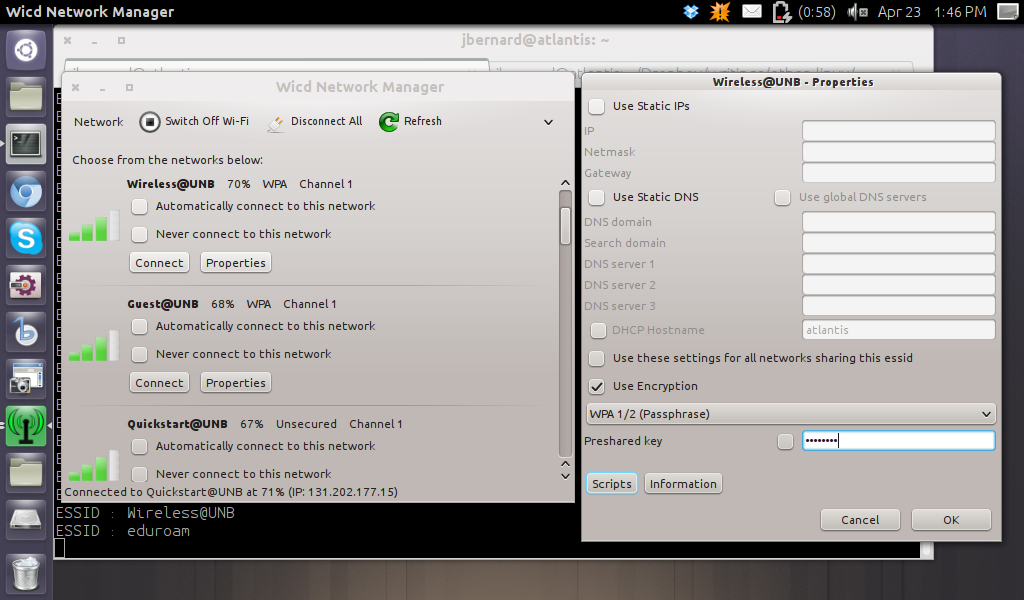 Wicd Network Manager (0:58) Apr 23 1:46 PM
jbernard@atlantis: ~
Wicd Network Manager
Network Switch Off Wi-Fi Disconnect All Refresh
Choose from the networks below:
Wireless@UNB 70% WPA Channel 1
Automatically connect to this network
Never connect to this network
Connect Properties
Guest@UNB 68% WPA Channel 1
Automatically connect to this network
Never connect to this network
Connect Properties
Quickstart@UNB 67% Unsecured Channel 1
Automatically connect to this network
Never connect to this network
Connected to Quickstart@UNB at 71% (IP: 131.202.177.15)
ESSID : Wireless@UNB
ESSID : eduroam
Wireless@UNB - Properties
Use Static IPs
IP
Netmask
Gateway
Use Static DNS Use global DNS servers
DNS domain
Search domain
DNS server 1
DNS server 2
DNS server 3
DHCP Hostname atlantis
Use these settings for all networks sharing this essid
Use Encryption
WPA 1/2 (Passphrase)
Preshared key ••••••••
Scripts Information
Cancel OK